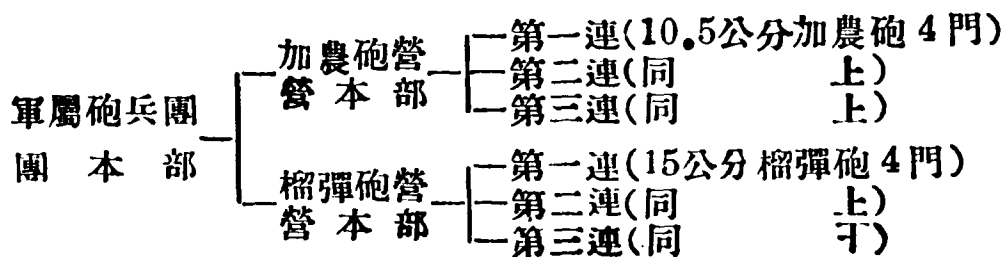 軍屬砲兵團
團本部
加農砲營
營本部
第一連(10.5公分加農砲4門)
第二連(同　上)
第三連(同　上)
榴彈砲營
營本部
第一連(15公分榴彈砲4門)
第二連(同　上)
第三連(同　)